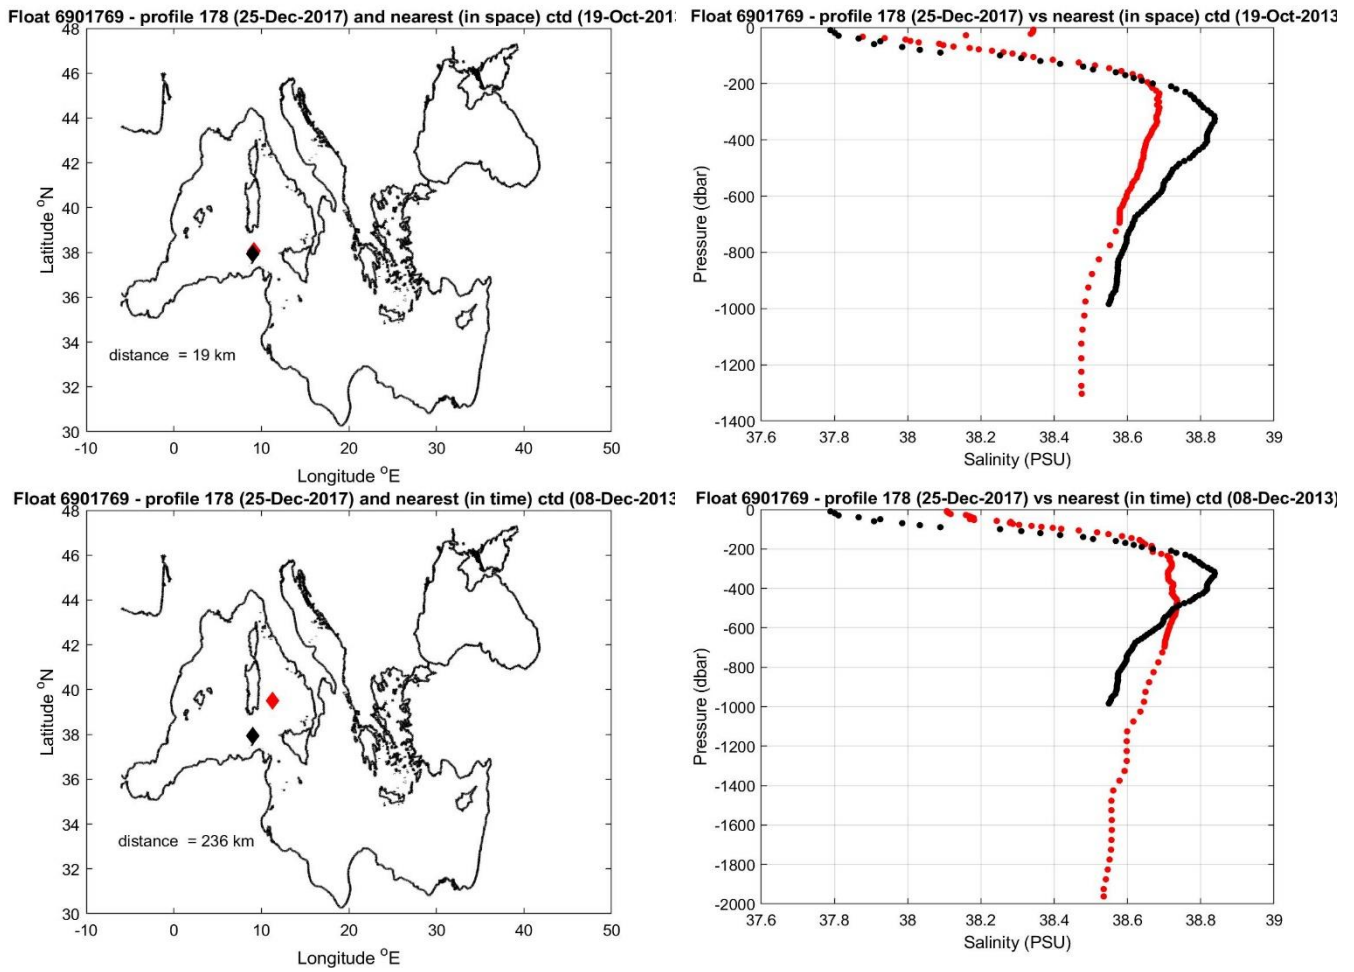 Float 6901769 - profile 178 (25-Dec-2017) and nearest (in space) ctd (19-Oct-201
48
46
44
42
40
38
36
34
32
30
Latitude °N
distance = 19 km
-10 0 10 20 30 40 50
Longitude °E
Float 6901769 - profile 178 (25-Dec-2017) vs nearest (in space) ctd (19-Oct-2013
0
-200
-400
-600
-800
-1000
-1200
-1400
Pressure (dbar)
37.6 37.8 38 38.2 38.4 38.6 38.8 39
Salinity (PSU)
Float 6901769 - profile 178 (25-Dec-2017) and nearest (in time) ctd (08-Dec-2013
48
46
44
42
40
38
36
34
32
30
Latitude °N
distance = 236 km
-10 0 10 20 30 40 50
Longitude °E
Float 6901769 - profile 178 (25-Dec-2017) vs nearest (in time) ctd (08-Dec-2013)
0
-200
-400
-600
-800
-1000
-1200
-1400
-1600
-1800
-2000
Pressure (dbar)
37.6 37.8 38 38.2 38.4 38.6 38.8 39
Salinity (PSU)